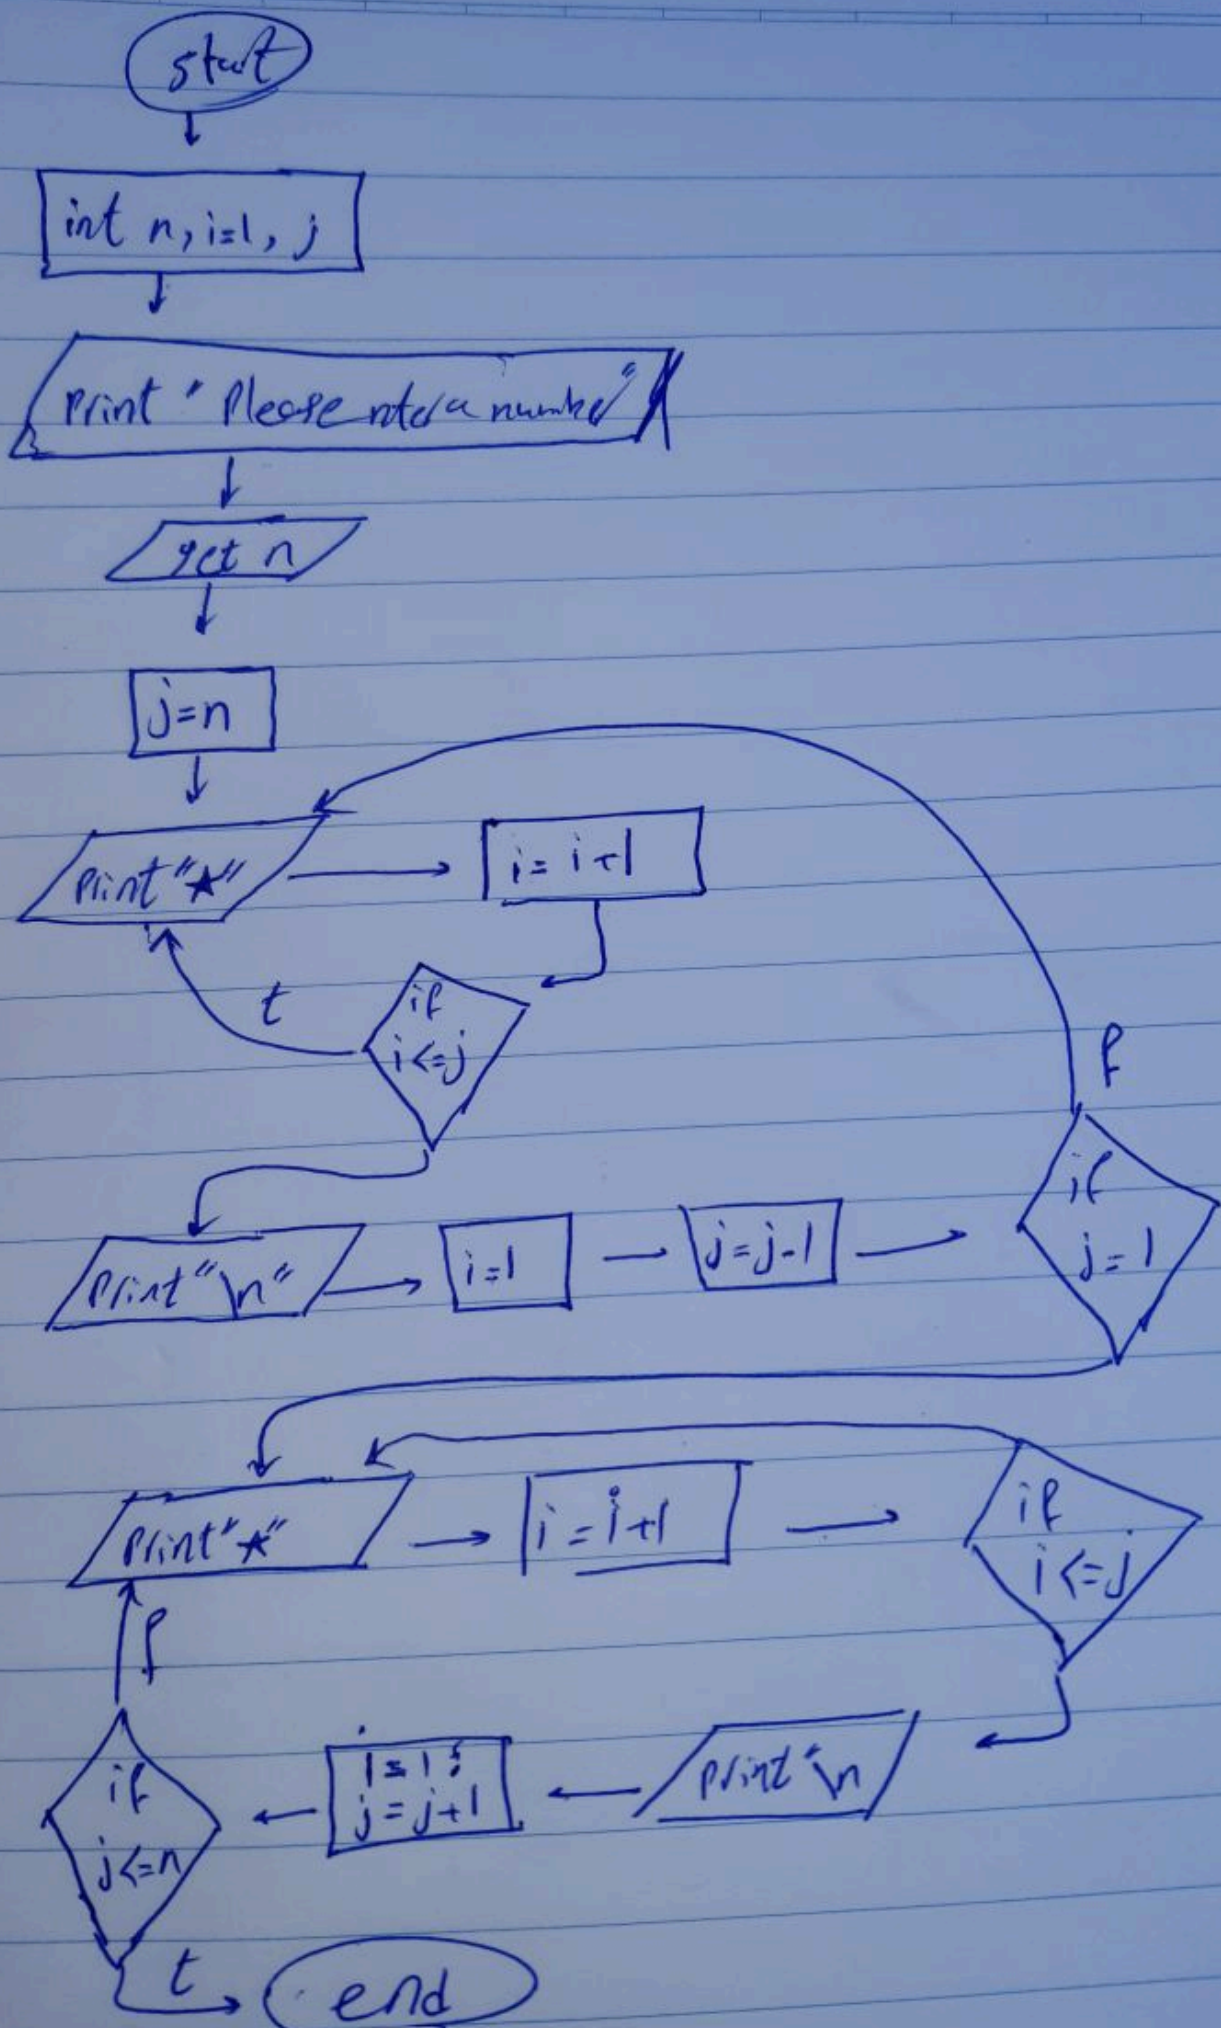 start
int n, i=1, j
print "Please enter a number"
get n
j=n
print "*"
i = i+1
if
i<=j
t
print "\n"
i=1
j=j-1
if
j=1
f
print "*"
i = i+1
if
i<=j
print "\n
i=1;
j=j+1
if
j<=n
f
t
end